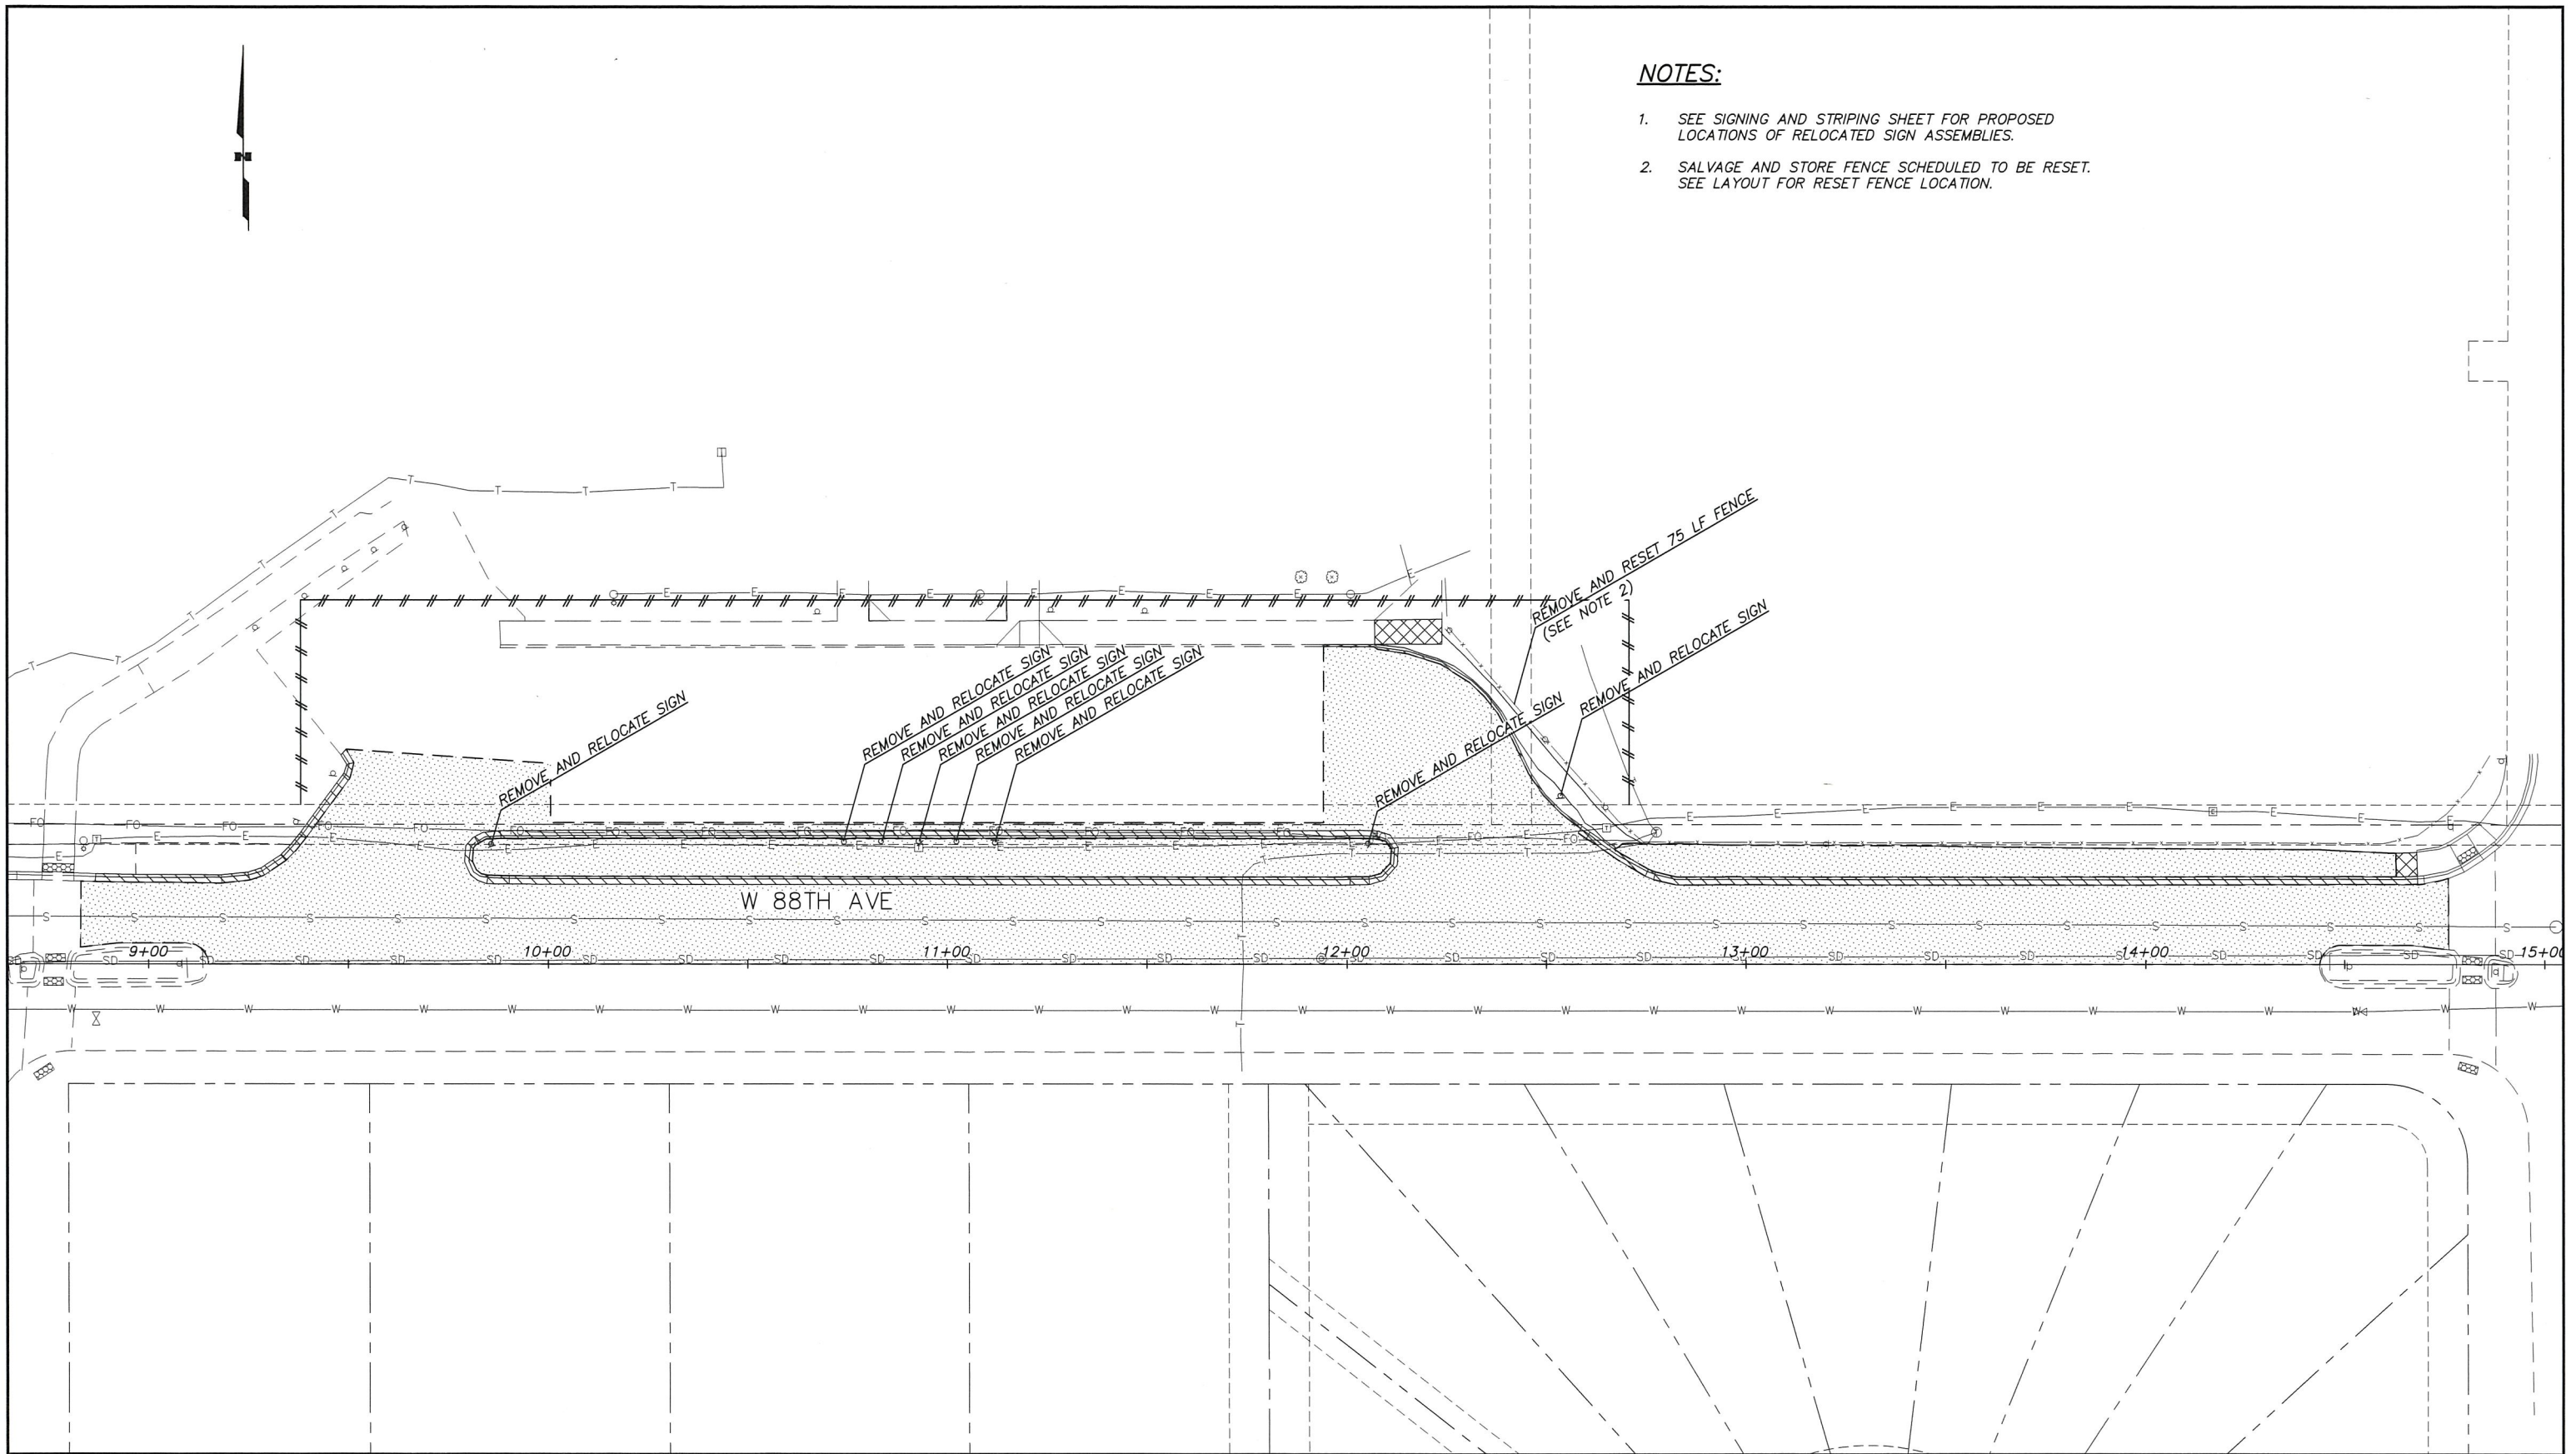 N
NOTES:
1. SEE SIGNING AND STRIPING SHEET FOR PROPOSED
LOCATIONS OF RELOCATED SIGN ASSEMBLIES.
2. SALVAGE AND STORE FENCE SCHEDULED TO BE RESET.
SEE LAYOUT FOR RESET FENCE LOCATION.
REMOVE AND RESET 75 LF FENCE
(SEE NOTE 2)
REMOVE AND RELOCATE SIGN
REMOVE AND RELOCATE SIGN
REMOVE AND RELOCATE SIGN
REMOVE AND RELOCATE SIGN
REMOVE AND RELOCATE SIGN
REMOVE AND RELOCATE SIGN
REMOVE AND RELOCATE SIGN
REMOVE AND RELOCATE SIGN
W 88TH AVE
9+00 10+00 11+00 12+00 13+00 14+00 15+00